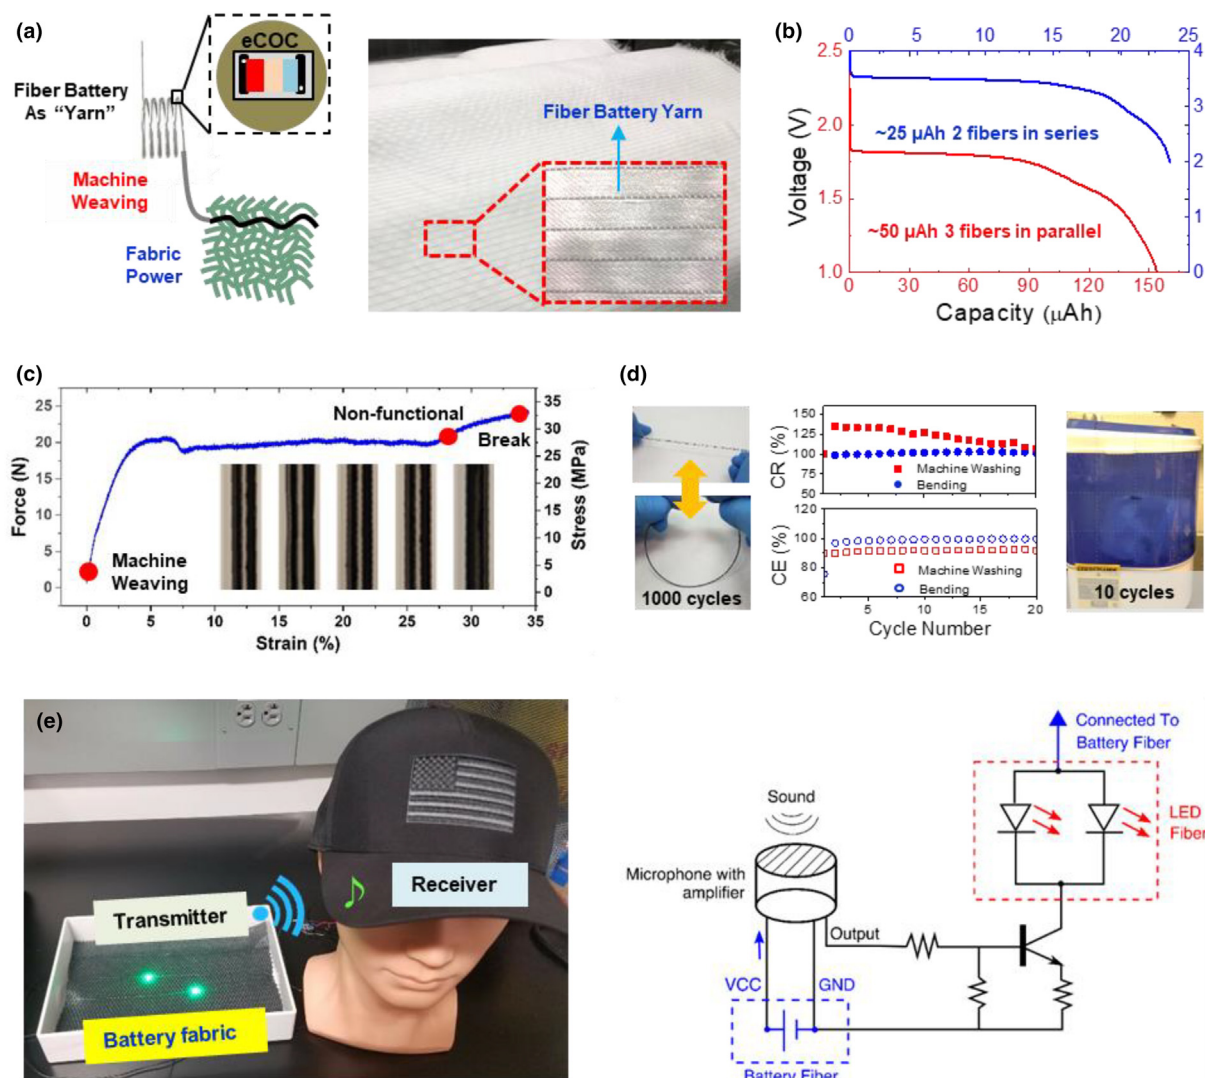 (a)
eCOC
Fiber Battery
As “Yarn”
Machine
Weaving
Fabric
Power
Fiber Battery Yarn
(b)
0 5 10 15 20 25
2.5
2.0
1.5
1.0
Voltage (V)
4
3
2
1
0
~25 µAh 2 fibers in series
~50 µAh 3 fibers in parallel
0 30 60 90 120 150
Capacity (µAh)
(c)
25
20
15
10
5
0
Force (N)
35
30
25
20
15
10
5
0
Stress (MPa)
Non-functional
Break
Machine
Weaving
0 5 10 15 20 25 30 35
Strain (%)
(d)
1000 cycles
150
125
100
75
50
CR (%)
Machine Washing
Bending
120
100
80
60
CE (%)
Machine Washing
Bending
5 10 15 20
Cycle Number
10 cycles
(e)
Receiver
Transmitter
Battery fabric
Connected To
Battery Fiber
Sound
LED
Fiber
Microphone with
amplifier
Output
VCC
GND
Battery Fiber